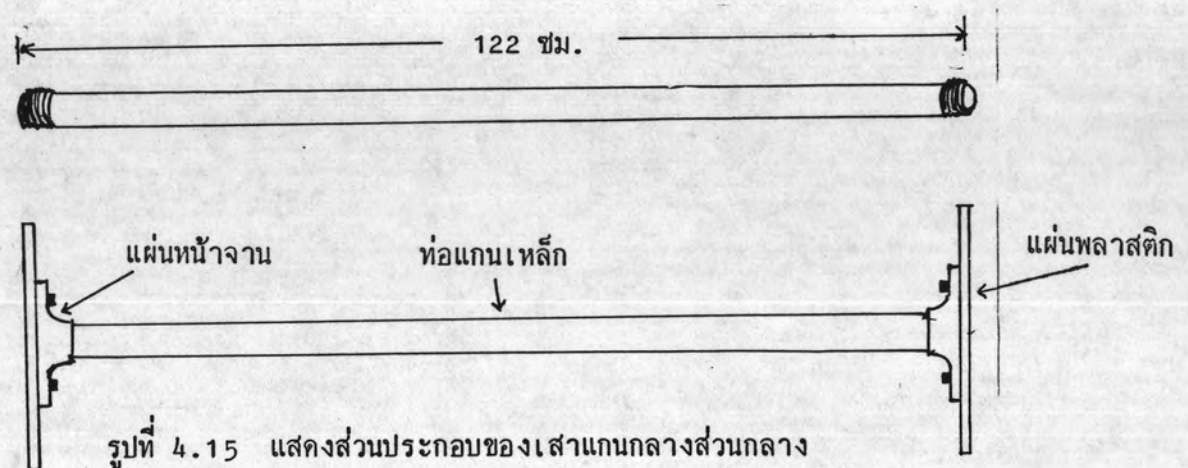 122 ซม.
แผ่นหน้าจาน
ท่อแกนเหล็ก
แผ่นพลาสติก
รูปที่ 4.15 แสดงส่วนประกอบของเสาแกนกลางส่วนกลาง